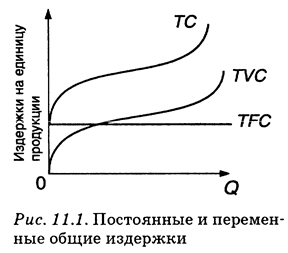 TC
TVC
TFC
Издержки на единицу
продукции
0
Q
Рис. 11.1. Постоянные и перемен-
ные общие издержки